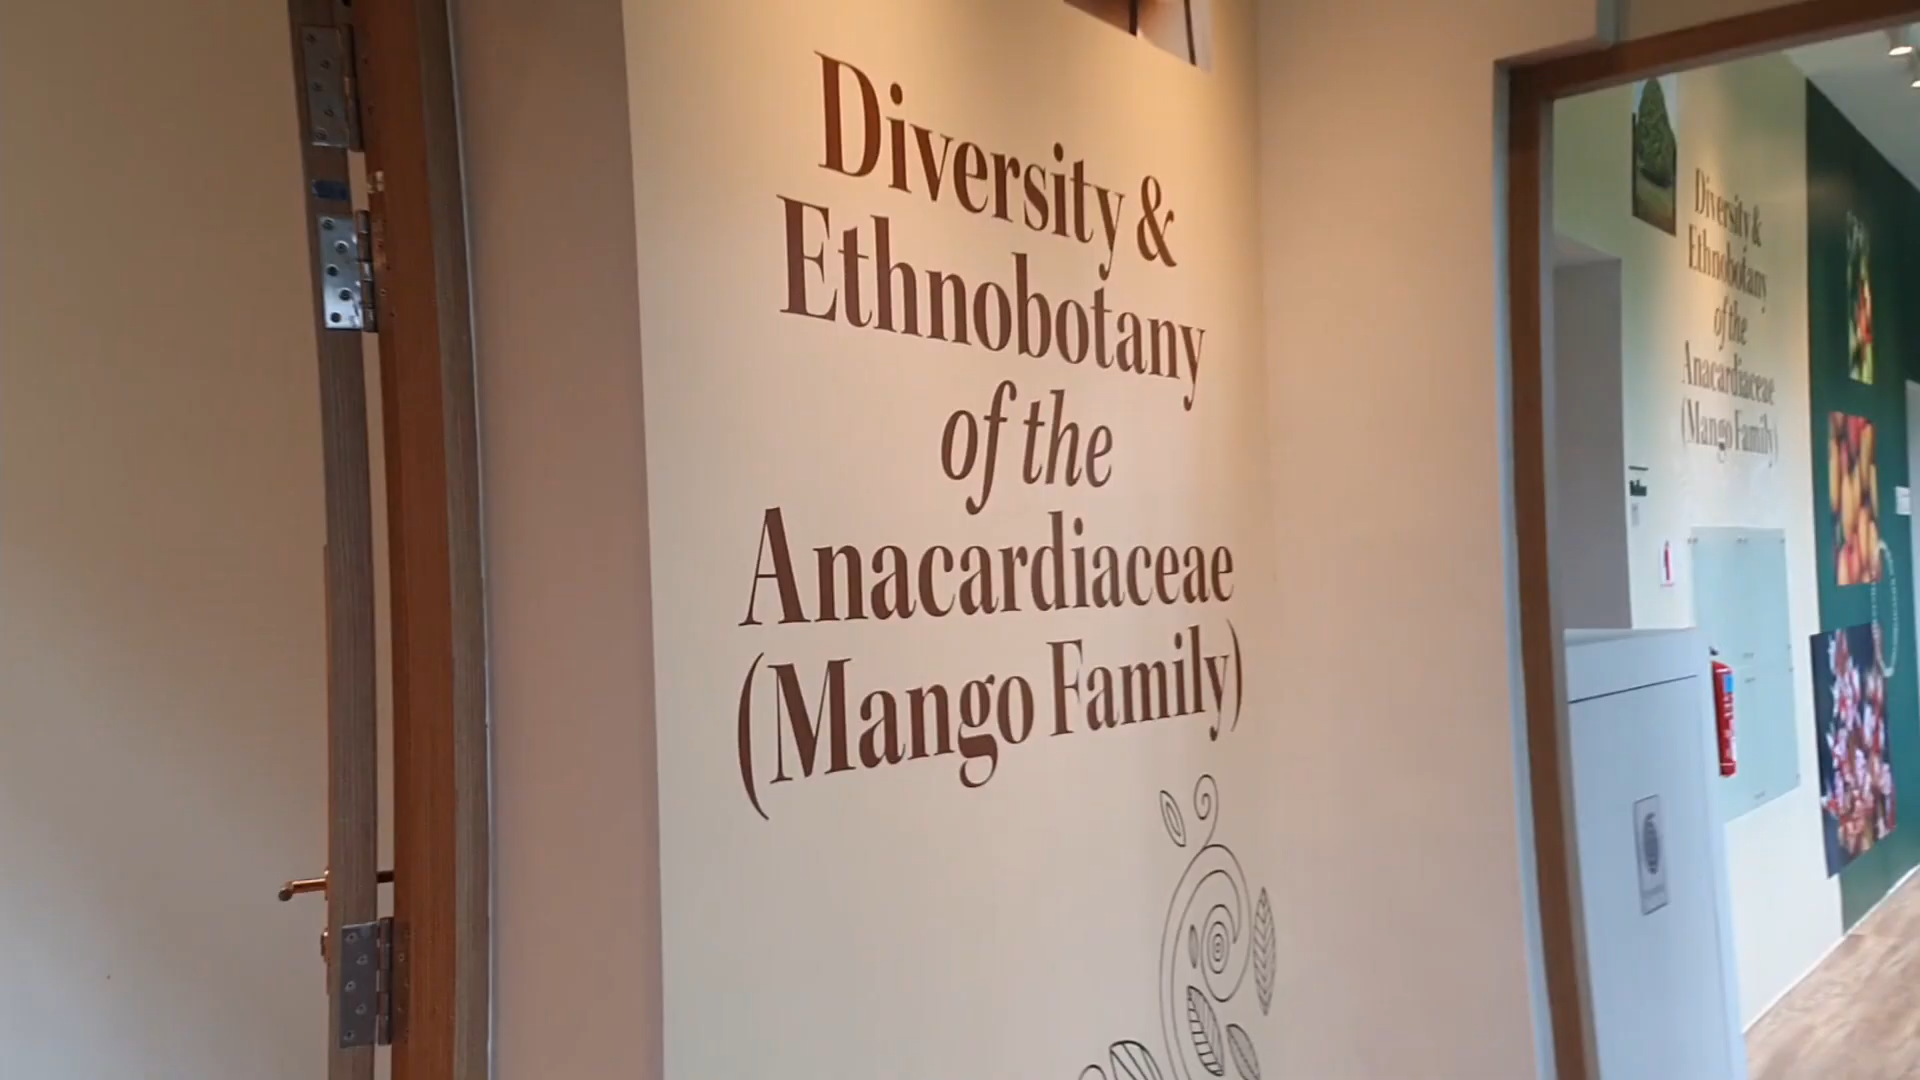 Diversity &
Ethnobotany
of the
Anacardiaceae
(Mango Family)
Diversity &
Ethnobotany
of the
Anacardiaceae
(Mango Family)